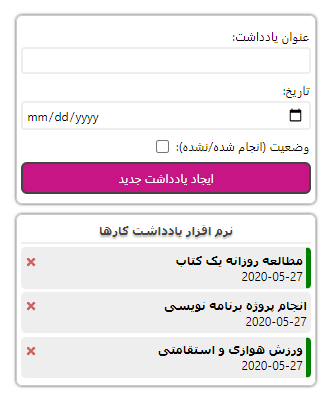 عنوان یادداشت:
تاریخ:
mm/dd/yyyy
وضعیت (انجام شده/نشده):
ایجاد یادداشت جدید
نرم افزار یادداشت کارها
مطالعه روزانه یک کتاب
2020-05-27
انجام پروژه برنامه نویسی
2020-05-27
ورزش هوازی و استقامتی
2020-05-27